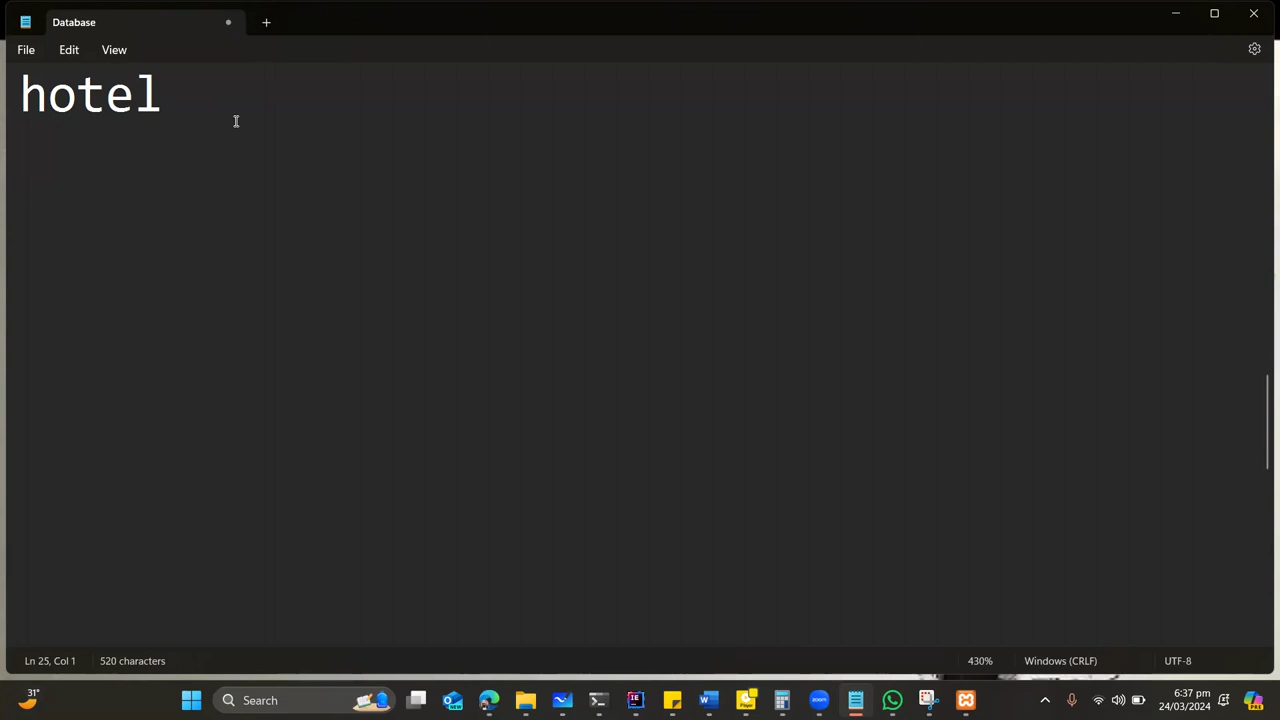 Database
File Edit View
hotel
Ln 25, Col 1 520 characters 430% Windows (CRLF) UTF-8
31°
Search
6:37 pm
24/03/2024